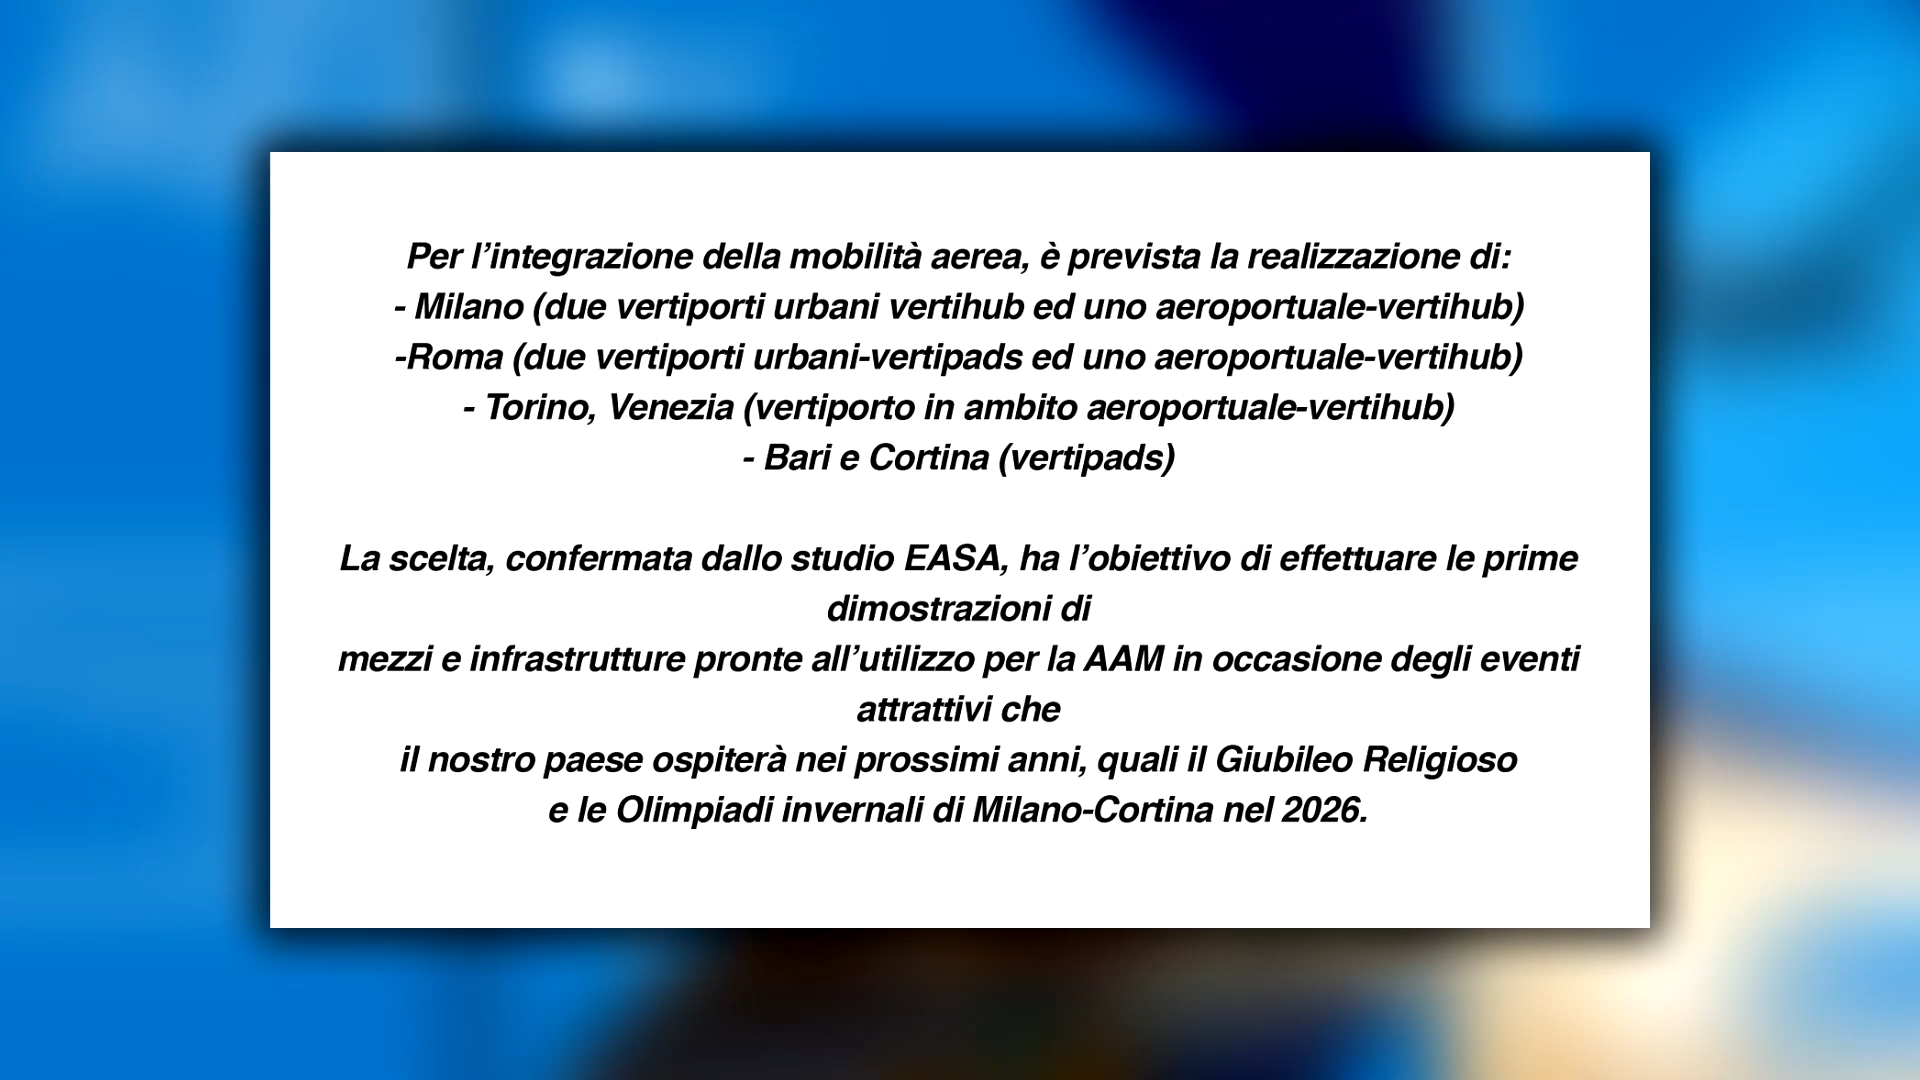 Per l’integrazione della mobilità aerea, è prevista la realizzazione di:
- Milano (due vertiporti urbani vertihub ed uno aeroportuale-vertihub)
-Roma (due vertiporti urbani-vertipads ed uno aeroportuale-vertihub)
- Torino, Venezia (vertiporto in ambito aeroportuale-vertihub)
- Bari e Cortina (vertipads)
La scelta, confermata dallo studio EASA, ha l’obiettivo di effettuare le prime
dimostrazioni di
mezzi e infrastrutture pronte all’utilizzo per la AAM in occasione degli eventi
attrattivi che
il nostro paese ospiterà nei prossimi anni, quali il Giubileo Religioso
e le Olimpiadi invernali di Milano-Cortina nel 2026.